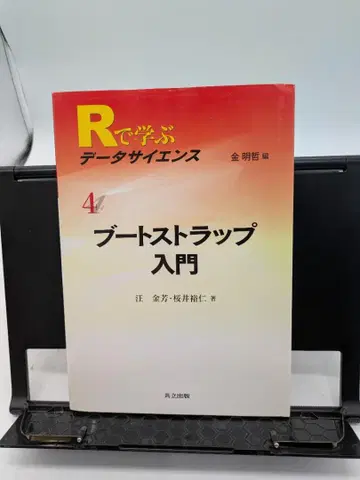 Rで学ぶ
データサイエンス
金 明哲 編
4
ブートストラップ
入門
汪 金芳・桜井裕仁 著
共立出版